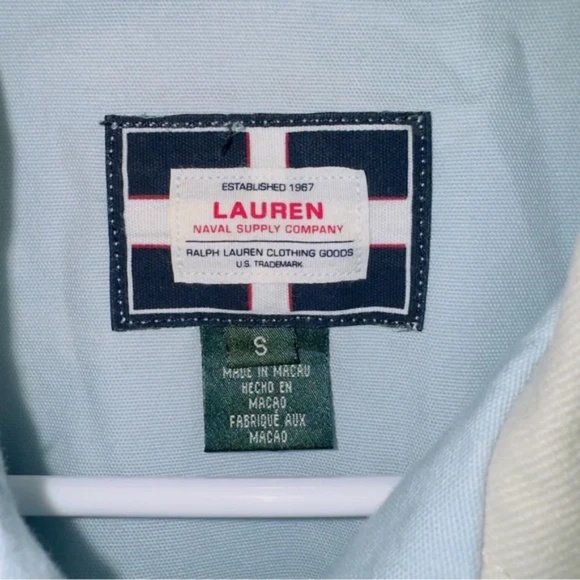 ESTABLISHED 1967
LAUREN
NAVAL SUPPLY COMPANY
RALPH LAUREN CLOTHING GOODS
U.S. TRADEMARK
S
MADE IN MACAU
HECHO EN
MACAO
FABRIQUÉ AUX
MACAO